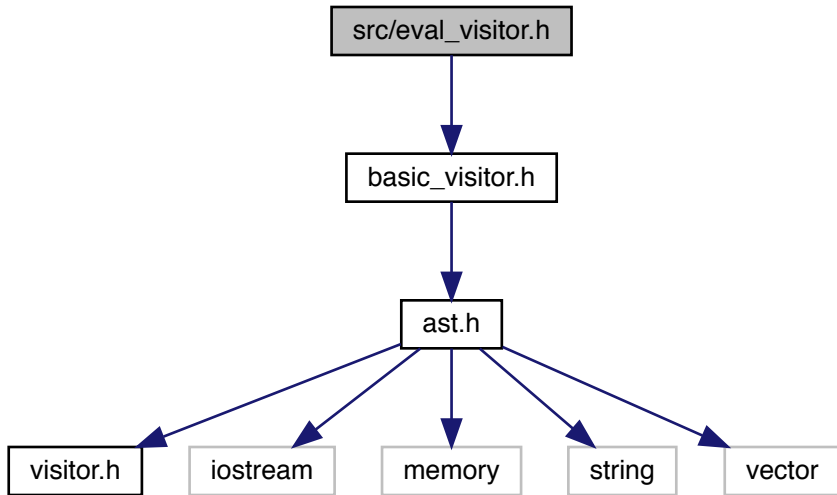 src/eval_visitor.h
basic_visitor.h
ast.h
visitor.h
iostream
memory
string
vector